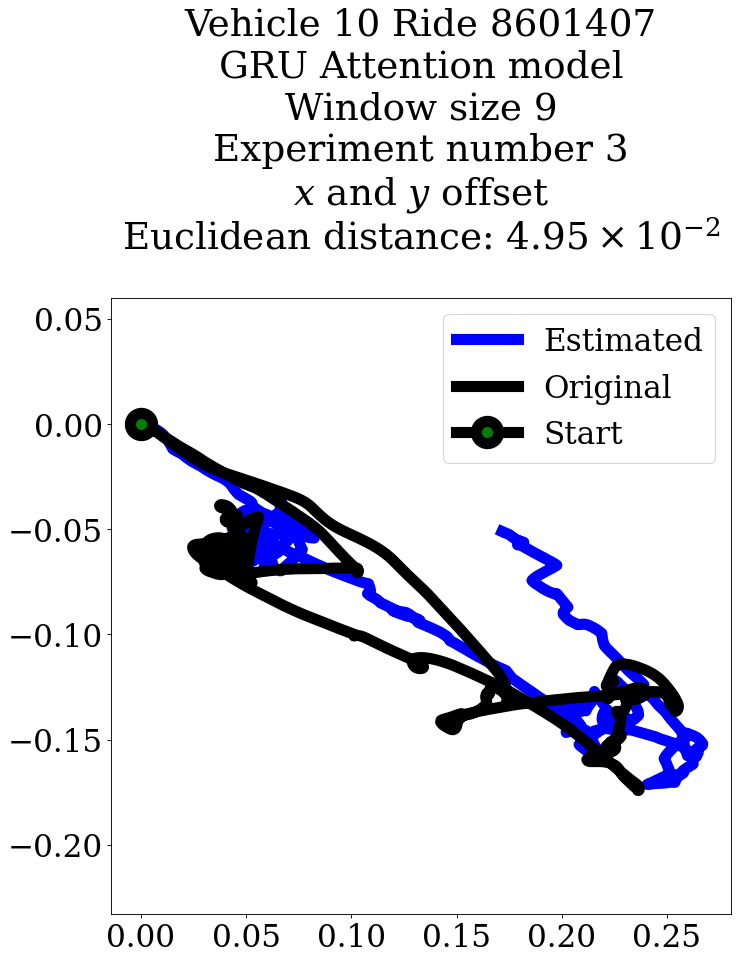 Vehicle 10 Ride 8601407
GRU Attention model
Window size 9
Experiment number 3
x and y offset
Euclidean distance: 4.95 × 10⁻²
Estimated
Original
Start
0.05
0.00
−0.05
−0.10
−0.15
−0.20
0.00 0.05 0.10 0.15 0.20 0.25